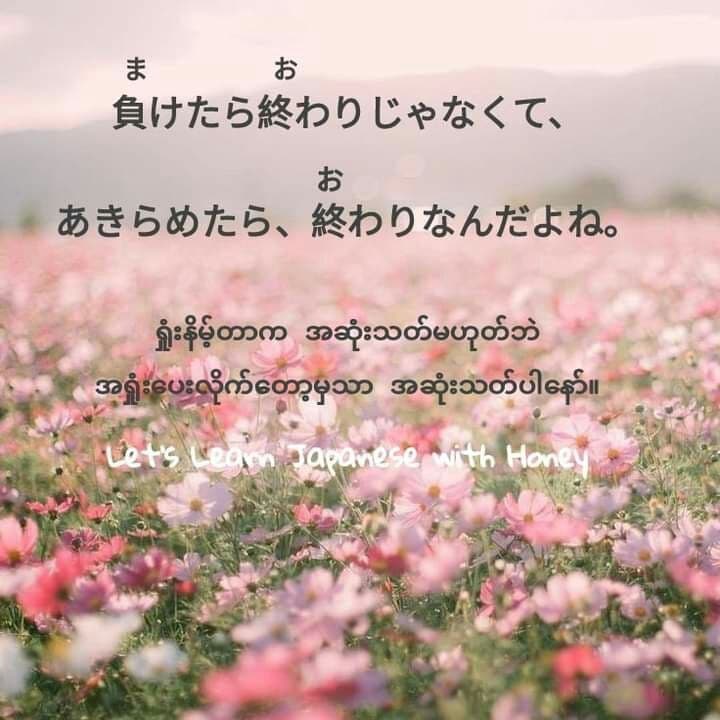 ま お
負けたら終わりじゃなくて、
お
あきらめたら、終わりなんだよね。
ရှုံးနိမ့်တာက အဆုံးသတ်မဟုတ်ဘဲ
အရှုံးပေးလိုက်တော့မှသာ အဆုံးသတ်ပါနော်။
Let's Learn Japanese with Honey